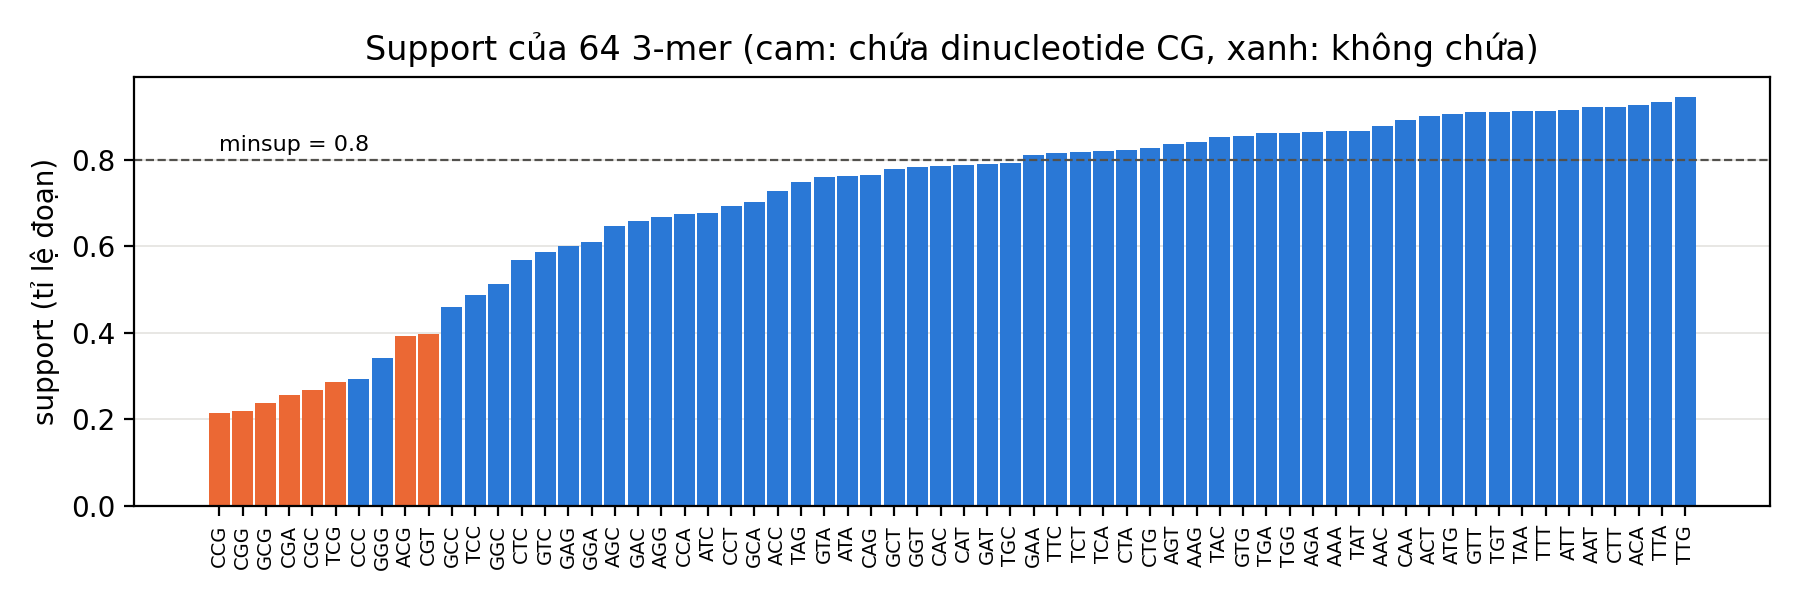 Support của 64 3-mer (cam: chứa dinucleotide CG, xanh: không chứa)
support (tỉ lệ đoạn)
0.8
0.6
0.4
0.2
0.0
minsup = 0.8
CCG CGG GCG CGA CGC TCG CCC GGG ACG CGT GCC TCC GGC CTC GTC GAG GGA AGC GAC AGG CCA ATC CCT GCA ACC TAG GTA ATA CAG GCT GGT CAC CAT GAT TGC GAA TTC TCT TCA CTA CTG AGT AAG TAC GTG TGA TGG AGA AAA TAT AAC CAA ACT ATG GTT TGT TAA TTT ATT AAT CTT ACA TTA TTG